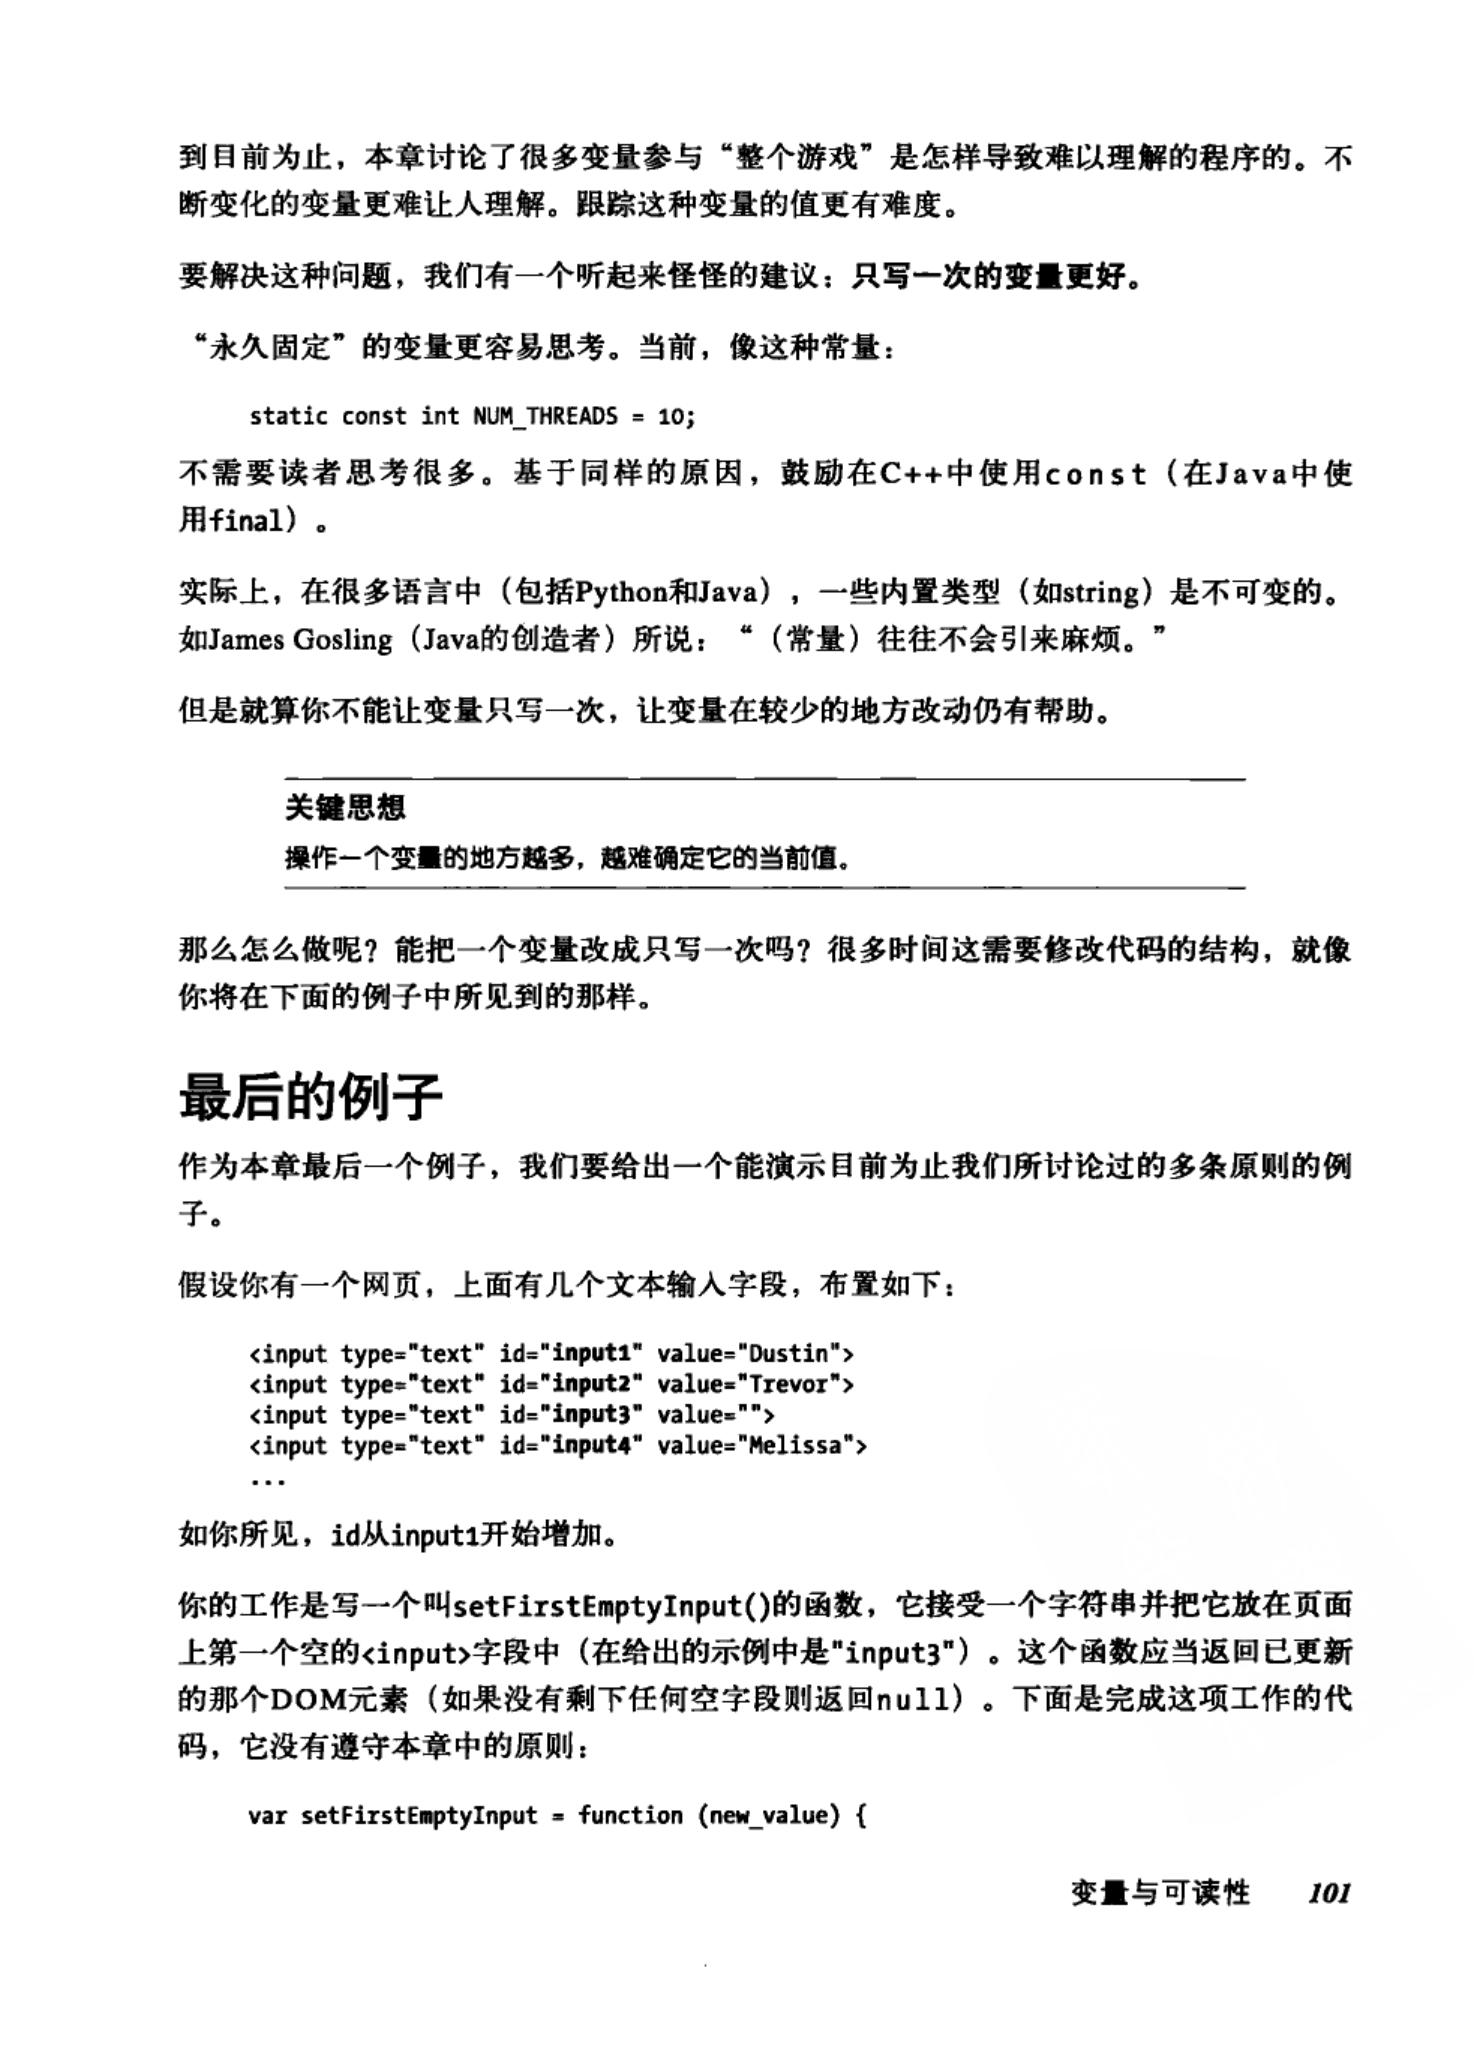 到目前为止，本章讨论了很多变量参与“整个游戏”是怎样导致难以理解的程序的。不
断变化的变量更难让人理解。跟踪这种变量的值更有难度。
要解决这种问题，我们有一个听起来怪怪的建议：只写一次的变量更好。
“永久固定”的变量更容易思考。当前，像这种常量：
static const int NUM_THREADS = 10;
不需要读者思考很多。基于同样的原因，鼓励在C++中使用const（在Java中使
用final）。
实际上，在很多语言中（包括Python和Java），一些内置类型（如string）是不可变的。
如James Gosling（Java的创造者）所说：“（常量）往往不会引来麻烦。”
但是就算你不能让变量只写一次，让变量在较少的地方改动仍有帮助。
关键思想
操作一个变量的地方越多，越难确定它的当前值。
那么怎么做呢？能把一个变量改成只写一次吗？很多时间这需要修改代码的结构，就像
你将在下面的例子中所见到的那样。
最后的例子
作为本章最后一个例子，我们要给出一个能演示目前为止我们所讨论过的多条原则的例
子。
假设你有一个网页，上面有几个文本输入字段，布置如下：
<input type="text" id="input1" value="Dustin">
<input type="text" id="input2" value="Trevor">
<input type="text" id="input3" value="">
<input type="text" id="input4" value="Melissa">
...
如你所见，id从input1开始增加。
你的工作是写一个叫setFirstEmptyInput()的函数，它接受一个字符串并把它放在页面
上第一个空的<input>字段中（在给出的示例中是"input3"）。这个函数应当返回已更新
的那个DOM元素（如果没有剩下任何空字段则返回null）。下面是完成这项工作的代
码，它没有遵守本章中的原则：
var setFirstEmptyInput = function (new_value) {
变量与可读性 101